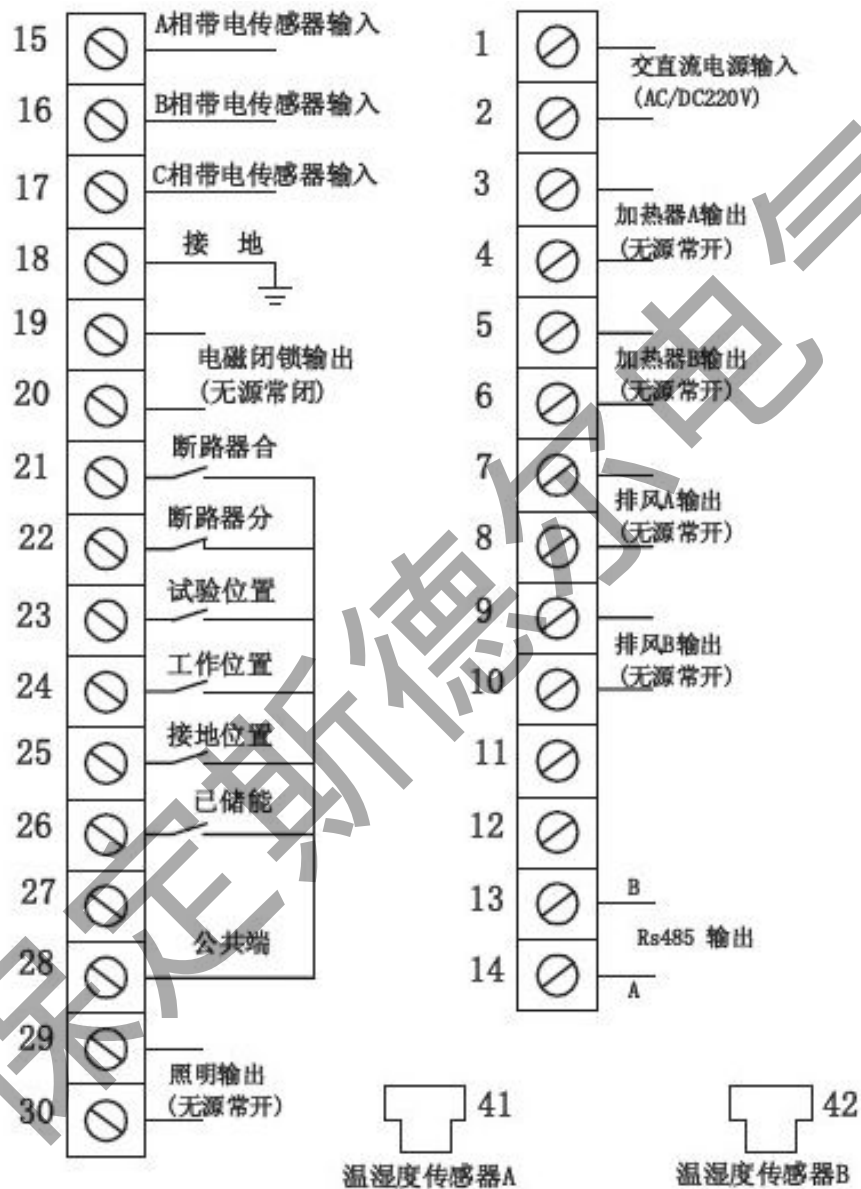 15 A相带电传感器输入
16 B相带电传感器输入
17 C相带电传感器输入
18 接 地
19
电磁闭锁输出
(无源常闭)
20
21 断路器合
22 断路器分
23 试验位置
24 工作位置
25 接地位置
26 已储能
27
28 公共端
29
照明输出
(无源常开)
30
1
交直流电源输入
(AC/DC220V)
2
3
加热器A输出
(无源常开)
4
5
加热器B输出
(无源常开)
6
7
排风A输出
(无源常开)
8
9
排风B输出
(无源常开)
10
11
12
13 B
Rs485 输出
14 A
41
温湿度传感器A
42
温湿度传感器B
保定斯德尔电气